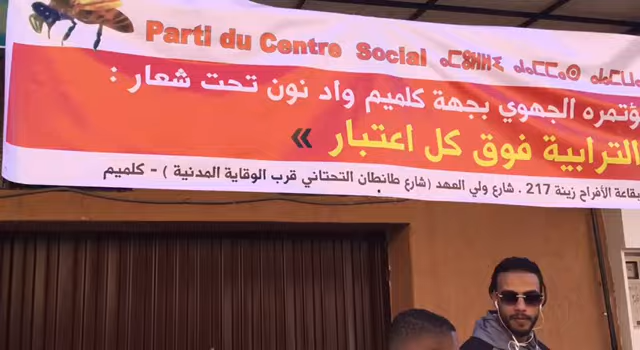 Parti du Centre Social
ؤتمره الجهوي بجهة كلميم واد نون تحت شعار :
الترابية فوق كل اعتبار »
بقاعة الأفراح زينة 217 . شارع ولي العهد (شارع طانطان التحتاني قرب الوقاية المدنية ) - كلميم